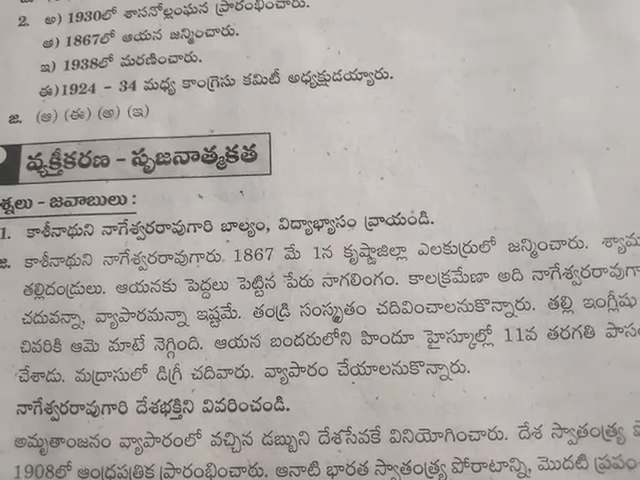 2. అ) 1930లో శాసనోల్లంఘన ప్రారంభించారు.
ఆ) 1867లో ఆయన జన్మించారు.
ఇ) 1938లో మరణించారు.
ఈ) 1924 - 34 మధ్య కాంగ్రెసు కమిటీ అధ్యక్షుడయ్యారు.
జ. (ఆ) (ఈ) (అ) (ఇ)
వ్యక్తీకరణ - సృజనాత్మకత
శ్నలు - జవాబులు :
1. కాశీనాథుని నాగేశ్వరరావుగారి బాల్యం, విద్యాభ్యాసం వ్రాయండి.
జ. కాశీనాథుని నాగేశ్వరరావుగారు. 1867 మే 1న కృష్ణాజిల్లా ఎలకుర్రులో జన్మించారు.
తల్లిదండ్రులు. ఆయనకు పెద్దలు పెట్టిన పేరు నాగలింగం. కాలక్రమేణా అది నాగేశ్వరరావుగా
చదువన్నా, వ్యాపారమన్నా ఇష్టమే. తండ్రి సంస్కృతం చదివించాలనుకొన్నారు. తల్లి ఇంగ్లీషు
చివరికి ఆమె మాటే నెగ్గింది. ఆయన బందరులోని హిందూ హైస్కూల్లో 11వ తరగతి పాస
చేశాడు. మద్రాసులో డిగ్రీ చదివారు. వ్యాపారం చేయాలనుకొన్నారు.
నాగేశ్వరరావుగారి దేశభక్తిని వివరించండి.
అమృతాంజనం వ్యాపారంలో వచ్చిన డబ్బుని దేశసేవకే వినియోగించారు. దేశ స్వాతంత్ర్య
1908లో ఆంధ్రపత్రిక ప్రారంభించారు. ఆనాటి భారత స్వాతంత్ర్య పోరాటాన్ని, మొదటి ప్రపం